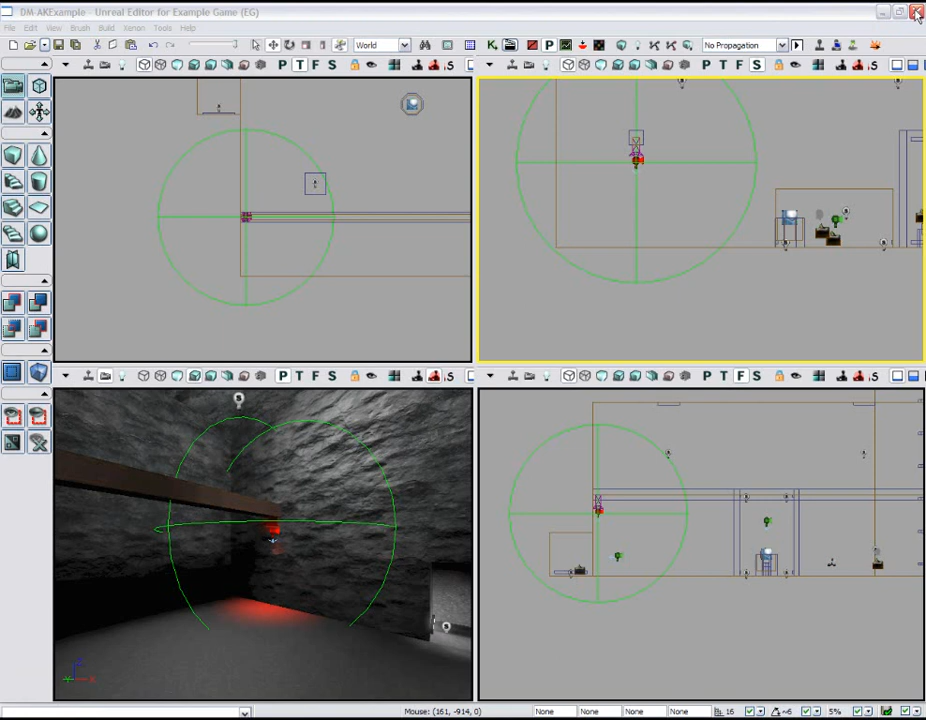 DM-AKExample - Unreal Editor for Example Game (EG)
File Edit View Brush Build Xenon Tools Help
World
No Propagation
P T F S
P T F S
P T F S
P T F S
Mouse: (161, -914, 0)
None None None None
16
~6
5%